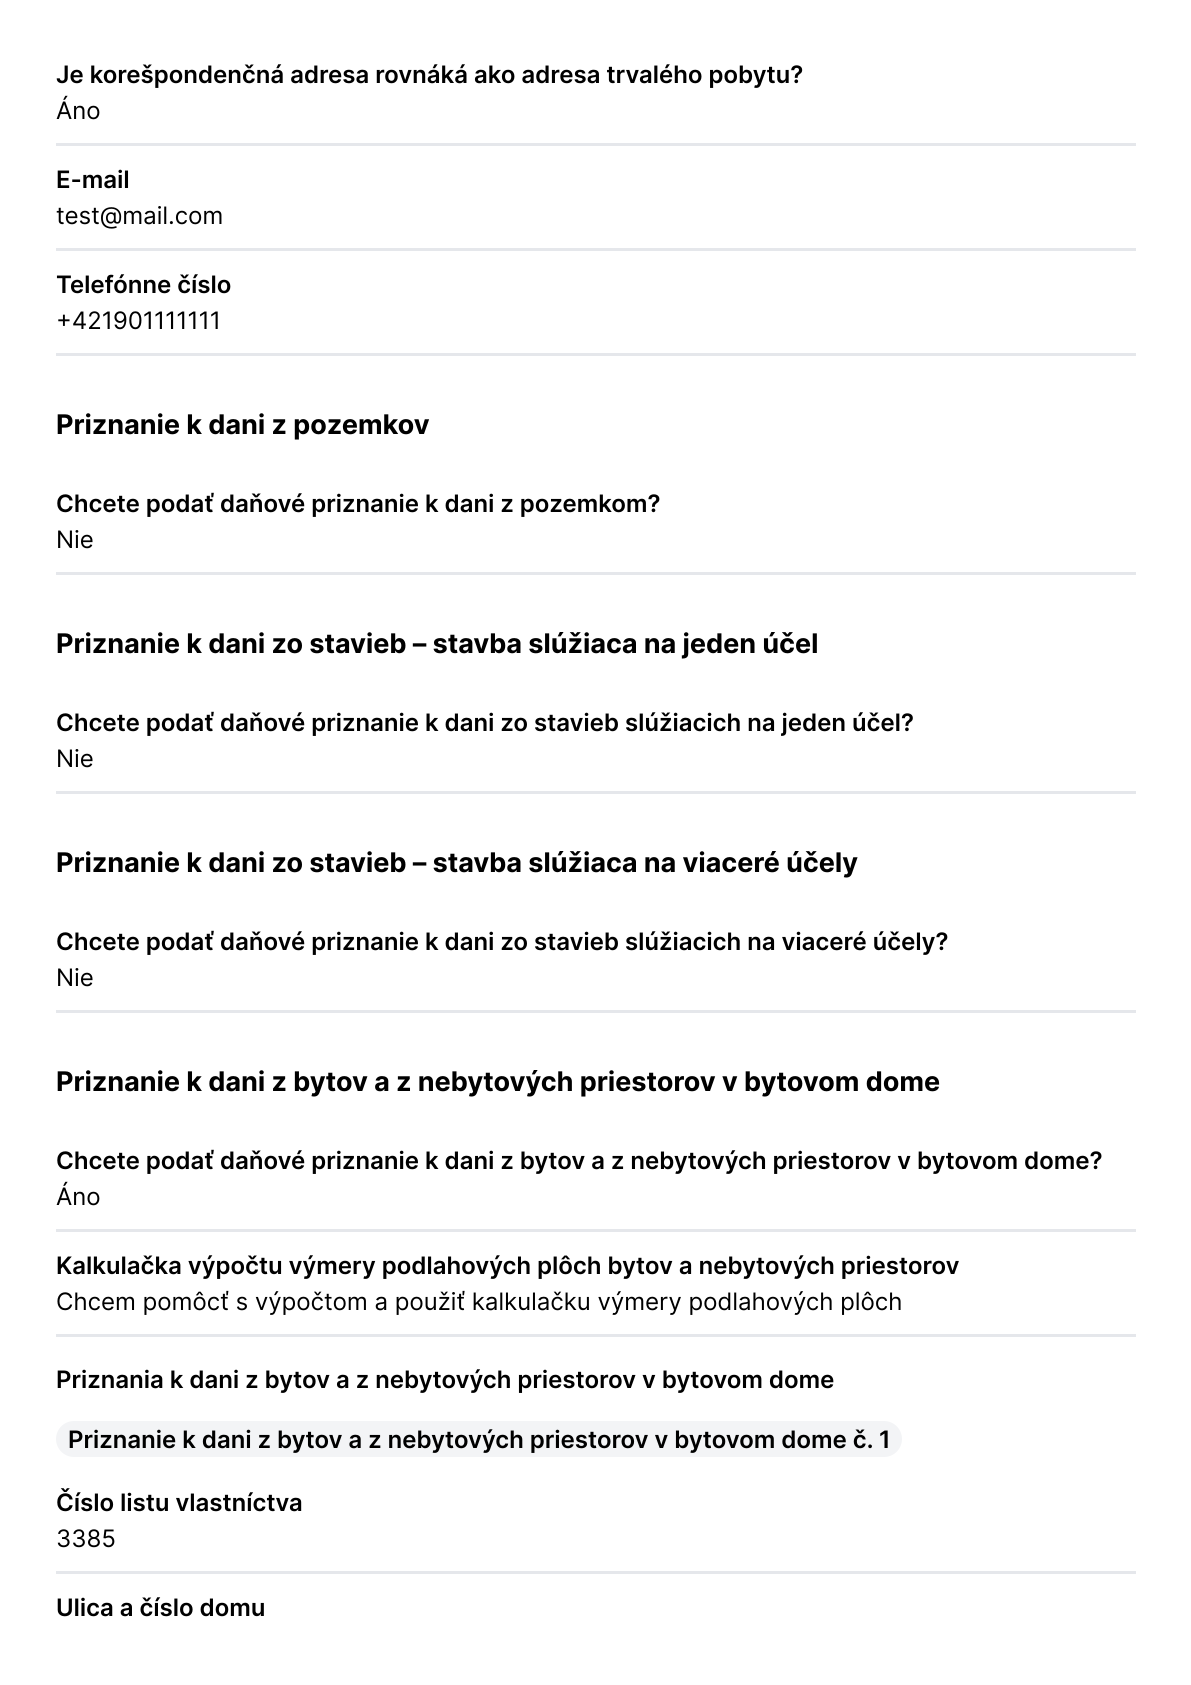 Je korešpondenčná adresa rovnáká ako adresa trvalého pobytu?
Áno
E-mail
test@mail.com
Telefónne číslo
+421901111111
Priznanie k dani z pozemkov
Chcete podať daňové priznanie k dani z pozemkom?
Nie
Priznanie k dani zo stavieb – stavba slúžiaca na jeden účel
Chcete podať daňové priznanie k dani zo stavieb slúžiacich na jeden účel?
Nie
Priznanie k dani zo stavieb – stavba slúžiaca na viaceré účely
Chcete podať daňové priznanie k dani zo stavieb slúžiacich na viaceré účely?
Nie
Priznanie k dani z bytov a z nebytových priestorov v bytovom dome
Chcete podať daňové priznanie k dani z bytov a z nebytových priestorov v bytovom dome?
Áno
Kalkulačka výpočtu výmery podlahových plôch bytov a nebytových priestorov
Chcem pomôcť s výpočtom a použiť kalkulačku výmery podlahových plôch
Priznania k dani z bytov a z nebytových priestorov v bytovom dome
Priznanie k dani z bytov a z nebytových priestorov v bytovom dome č. 1
Číslo listu vlastníctva
3385
Ulica a číslo domu